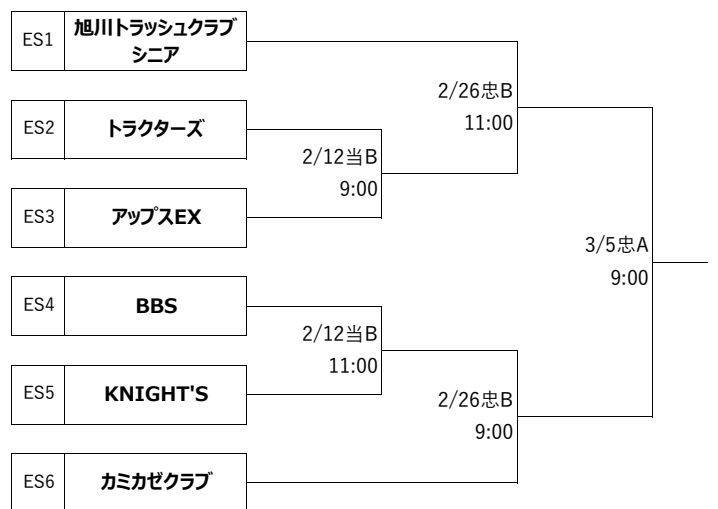 ES1
旭川トラッシュクラブ
シニア
2/26忠B
11:00
ES2
トラクターズ
2/12当B
9:00
ES3
アップスEX
3/5忠A
9:00
ES4
BBS
2/12当B
11:00
ES5
KNIGHT'S
2/26忠B
9:00
ES6
カミカゼクラブ